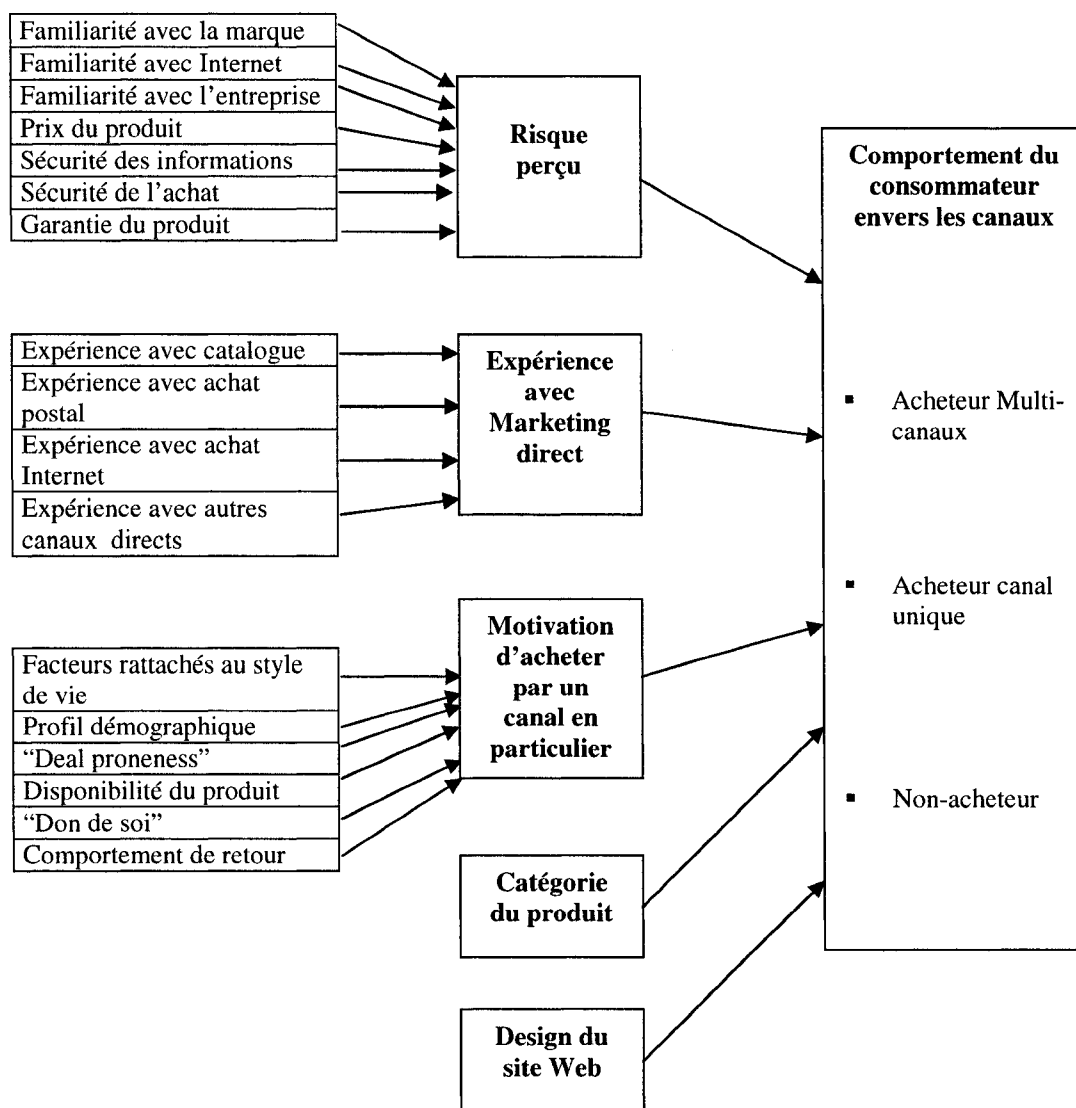 Familiarité avec la marque
Familiarité avec Internet
Familiarité avec l'entreprise
Prix du produit
Sécurité des informations
Sécurité de l'achat
Garantie du produit
Risque
perçu
Expérience avec catalogue
Expérience avec achat
postal
Expérience avec achat
Internet
Expérience avec autres
canaux directs
Expérience
avec
Marketing
direct
Facteurs rattachés au style
de vie
Profil démographique
“Deal proneness”
Disponibilité du produit
“Don de soi”
Comportement de retour
Motivation
d'acheter
par un
canal en
particulier
Catégorie
du produit
Design du
site Web
Comportement du
consommateur
envers les canaux
▪ Acheteur Multi-
canaux
▪ Acheteur canal
unique
▪ Non-acheteur